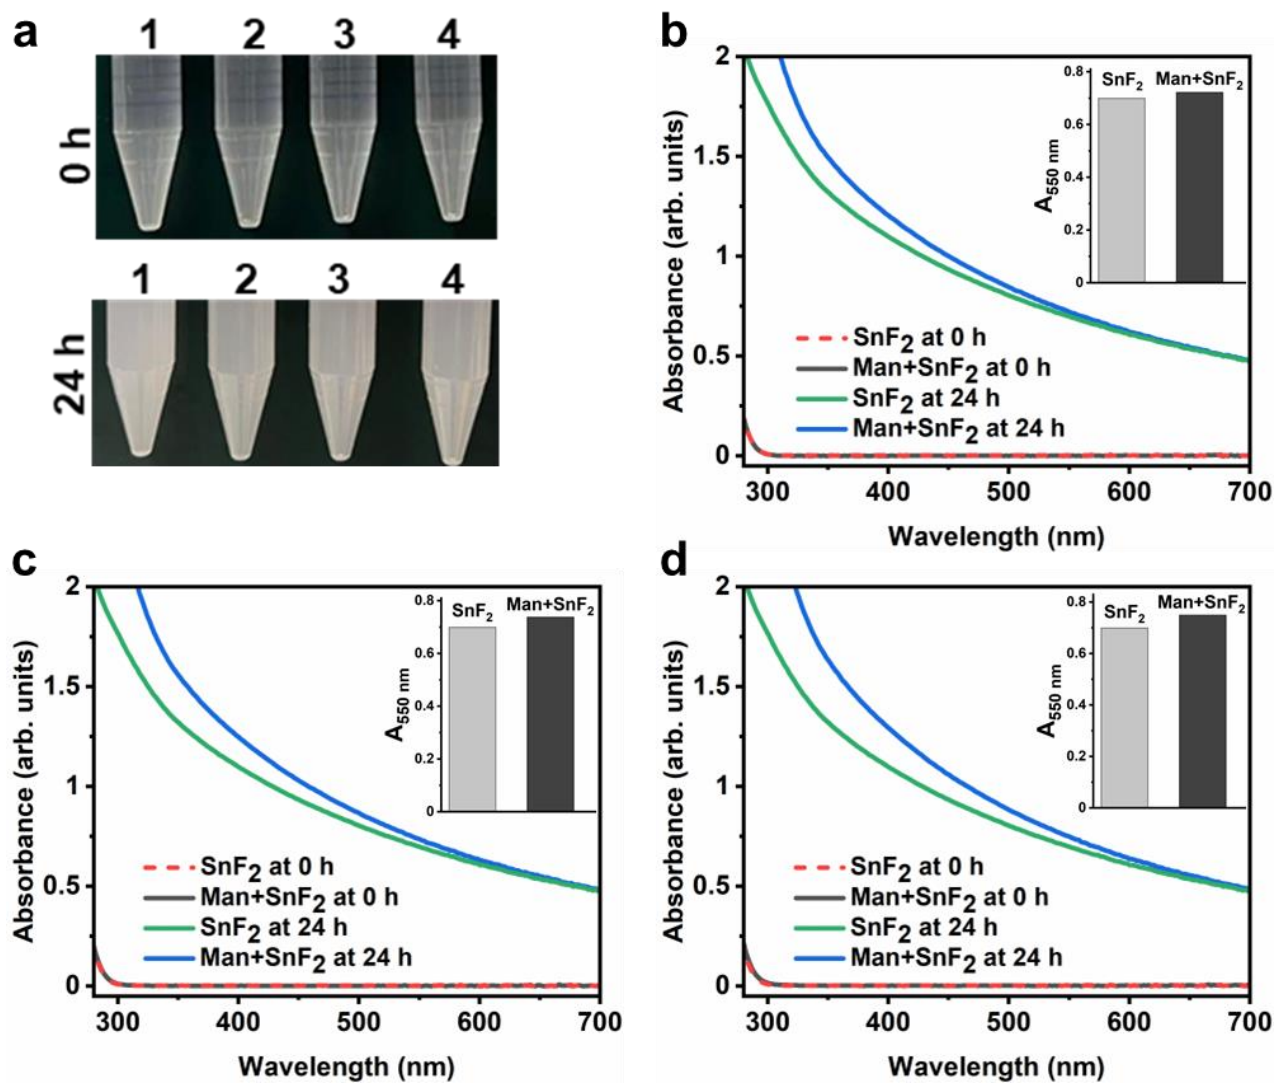 a
1 2 3 4
0 h
1 2 3 4
24 h
b
2
1.5
1
0.5
0
300 400 500 600 700
Absorbance (arb. units)
Wavelength (nm)
SnF2 at 0 h
Man+SnF2 at 0 h
SnF2 at 24 h
Man+SnF2 at 24 h
0.8
0.6
0.4
0.2
0
A550 nm
SnF2 Man+SnF2
c
2
1.5
1
0.5
0
300 400 500 600 700
Absorbance (arb. units)
Wavelength (nm)
SnF2 at 0 h
Man+SnF2 at 0 h
SnF2 at 24 h
Man+SnF2 at 24 h
0.8
0.6
0.4
0.2
0
A550 nm
SnF2 Man+SnF2
d
2
1.5
1
0.5
0
300 400 500 600 700
Absorbance (arb. units)
Wavelength (nm)
SnF2 at 0 h
Man+SnF2 at 0 h
SnF2 at 24 h
Man+SnF2 at 24 h
0.8
0.6
0.4
0.2
0
A550 nm
SnF2 Man+SnF2